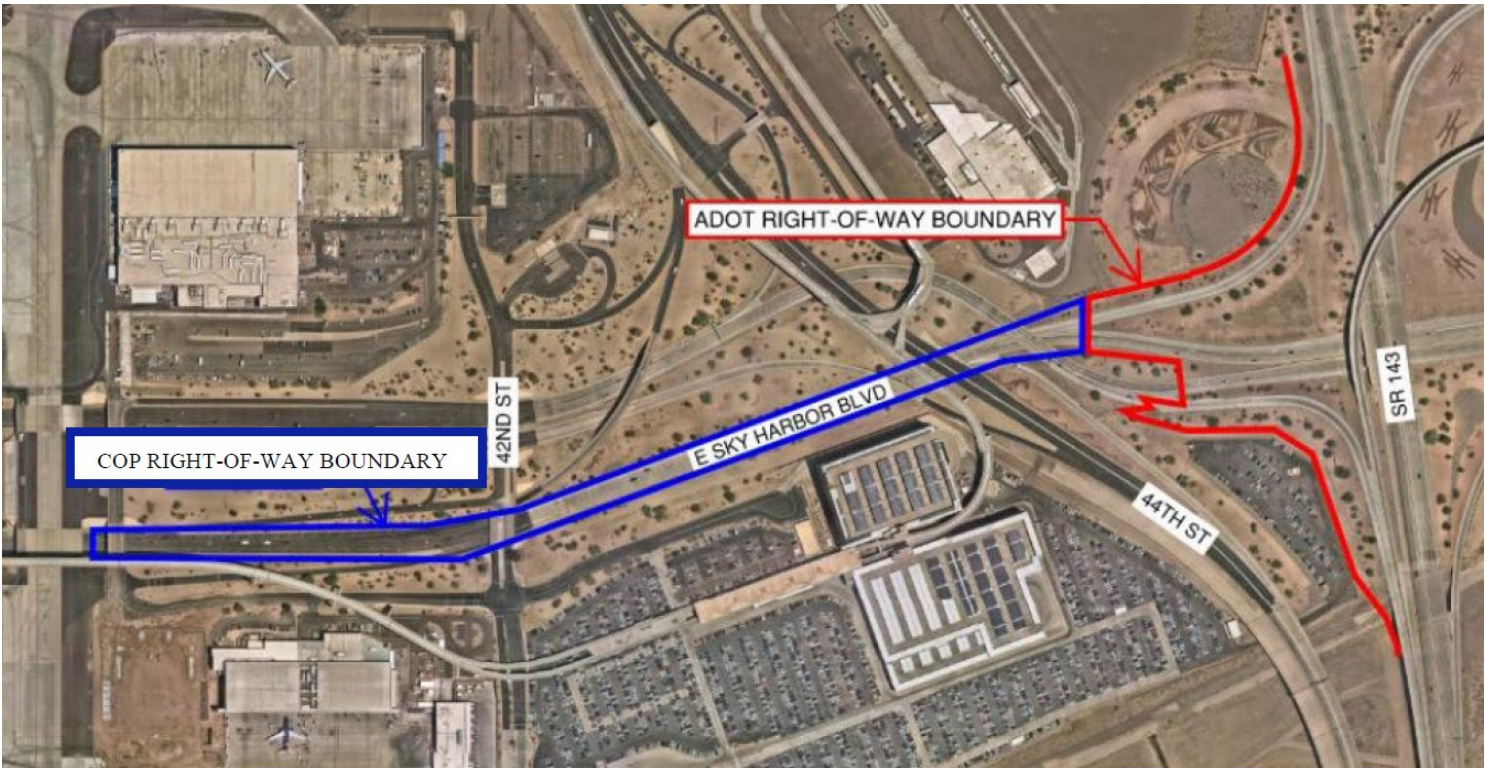 ADOT RIGHT-OF-WAY BOUNDARY
SR 143
42ND ST
E SKY HARBOR BLVD
COP RIGHT-OF-WAY BOUNDARY
44TH ST